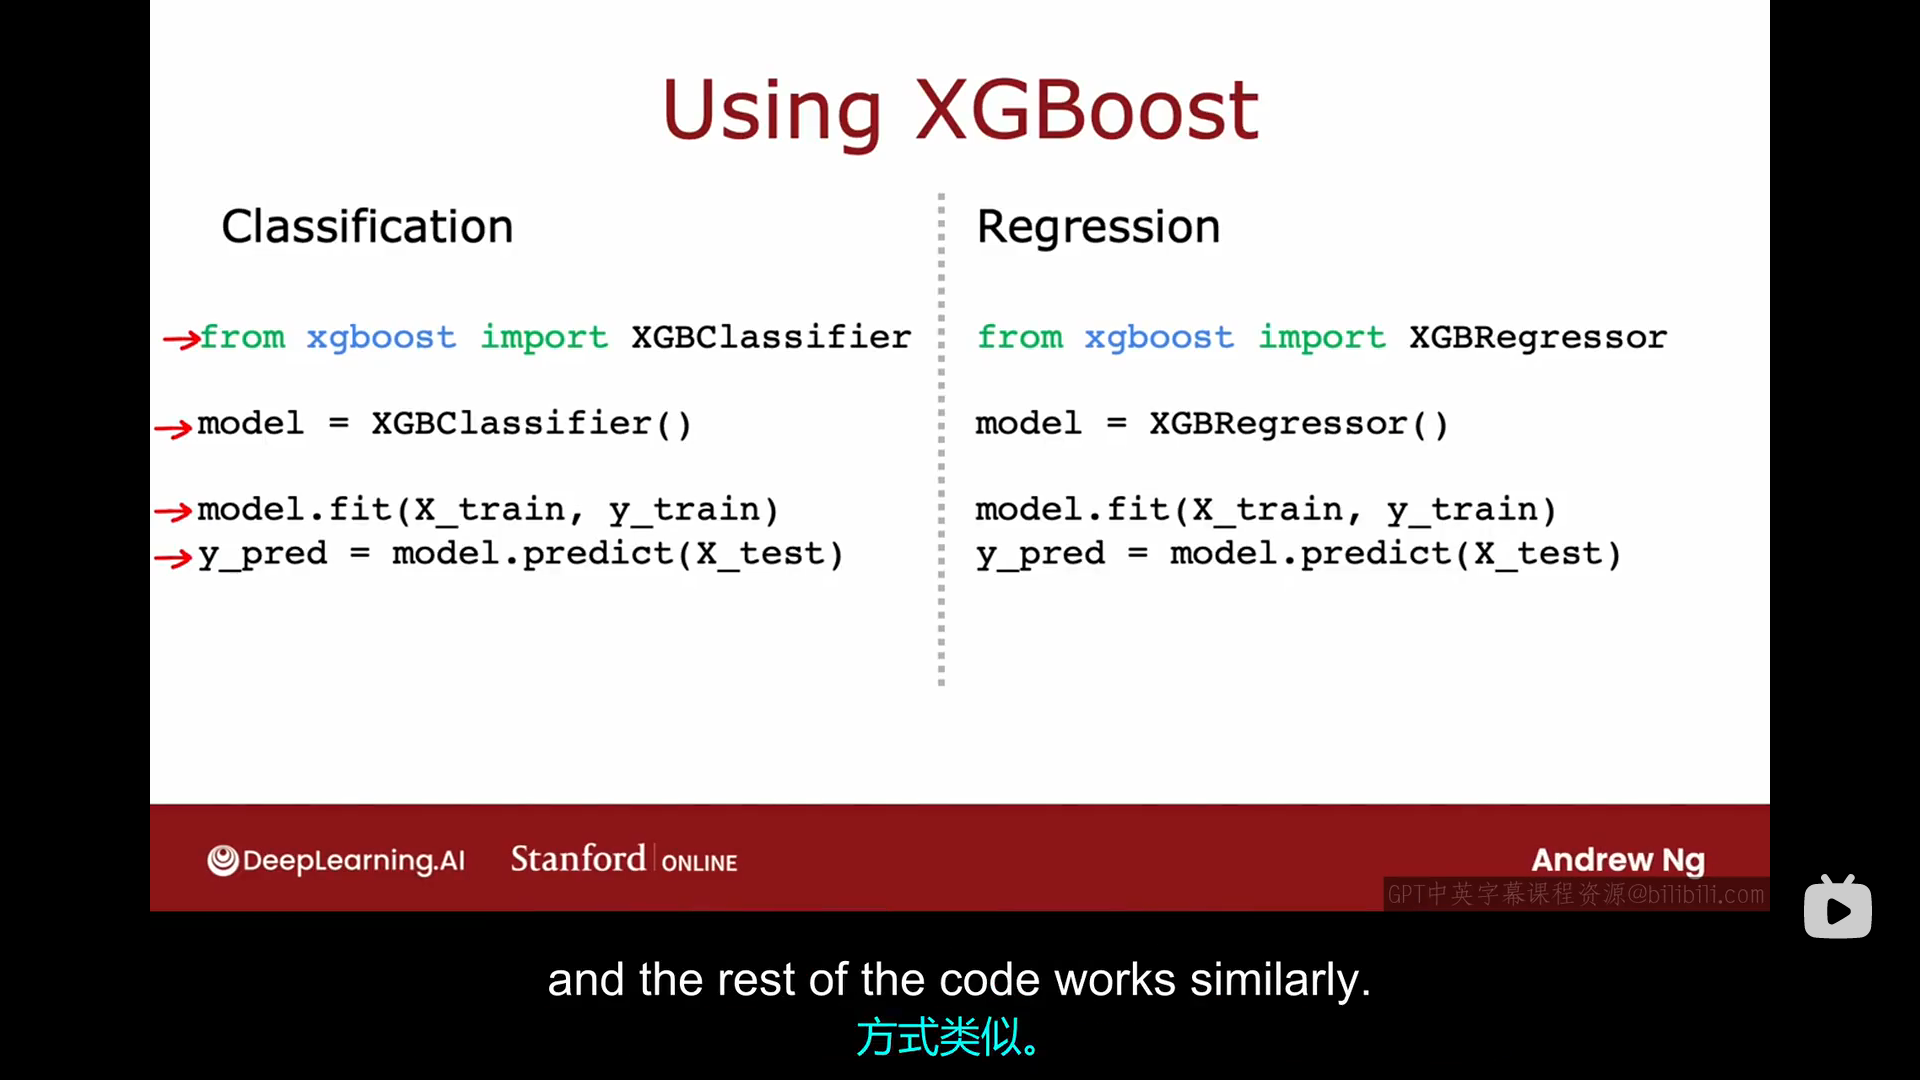 Using XGBoost
Classification
from xgboost import XGBClassifier
model = XGBClassifier()
model.fit(X_train, y_train)
y_pred = model.predict(X_test)
Regression
from xgboost import XGBRegressor
model = XGBRegressor()
model.fit(X_train, y_train)
y_pred = model.predict(X_test)
DeepLearning.AI
Stanford ONLINE
Andrew Ng
GPT中英字幕课程资源@bilibili.com
and the rest of the code works similarly.
方式类似。